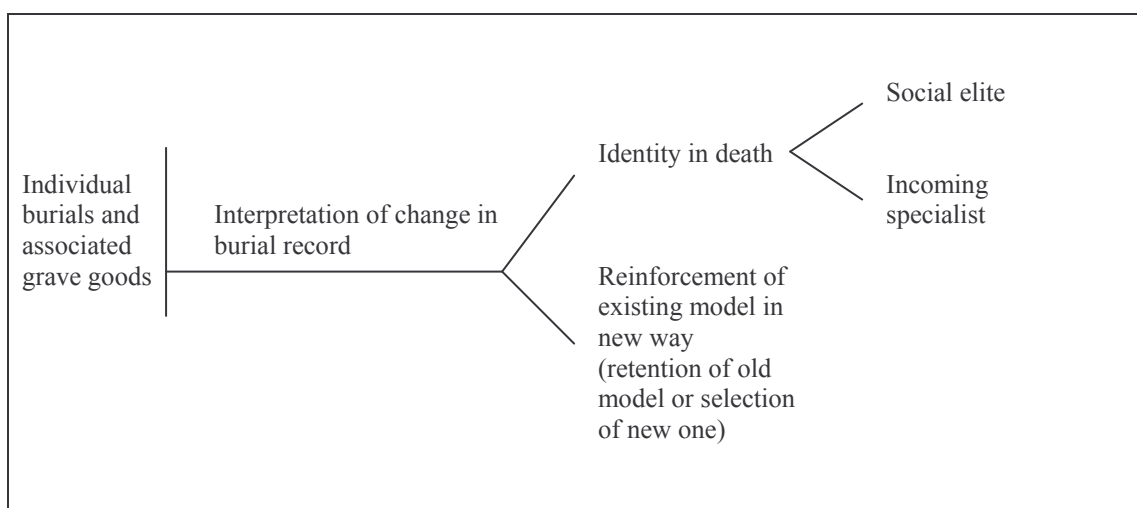 Individual
burials and
associated
grave goods
Interpretation of change in
burial record
Identity in death
Social elite
Incoming
specialist
Reinforcement of
existing model in
new way
(retention of old
model or selection
of new one)